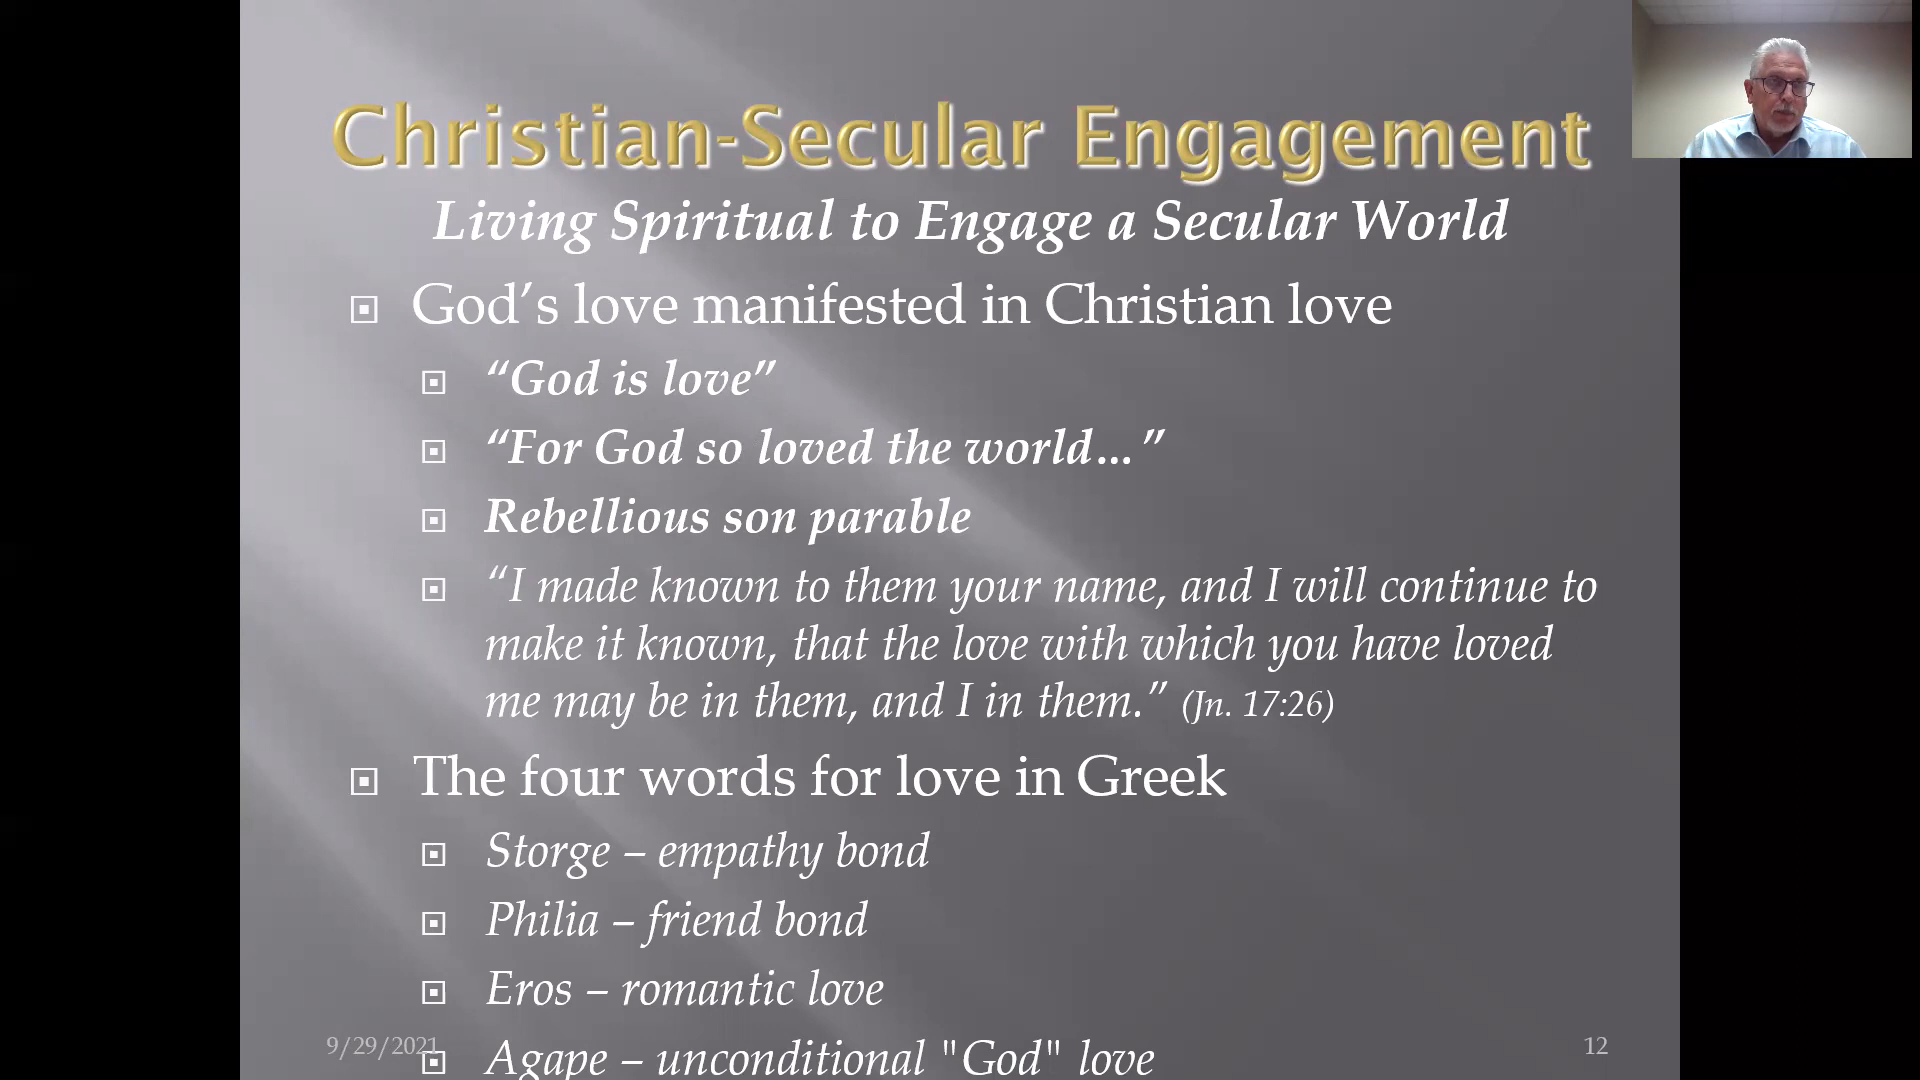 Christian-Secular Engagement
Living Spiritual to Engage a Secular World
God’s love manifested in Christian love
“God is love”
“For God so loved the world…”
Rebellious son parable
“I made known to them your name, and I will continue to
make it known, that the love with which you have loved
me may be in them, and I in them.” (Jn. 17:26)
The four words for love in Greek
Storge – empathy bond
Philia – friend bond
Eros – romantic love
Agape – unconditional "God" love
9/29/2021
12